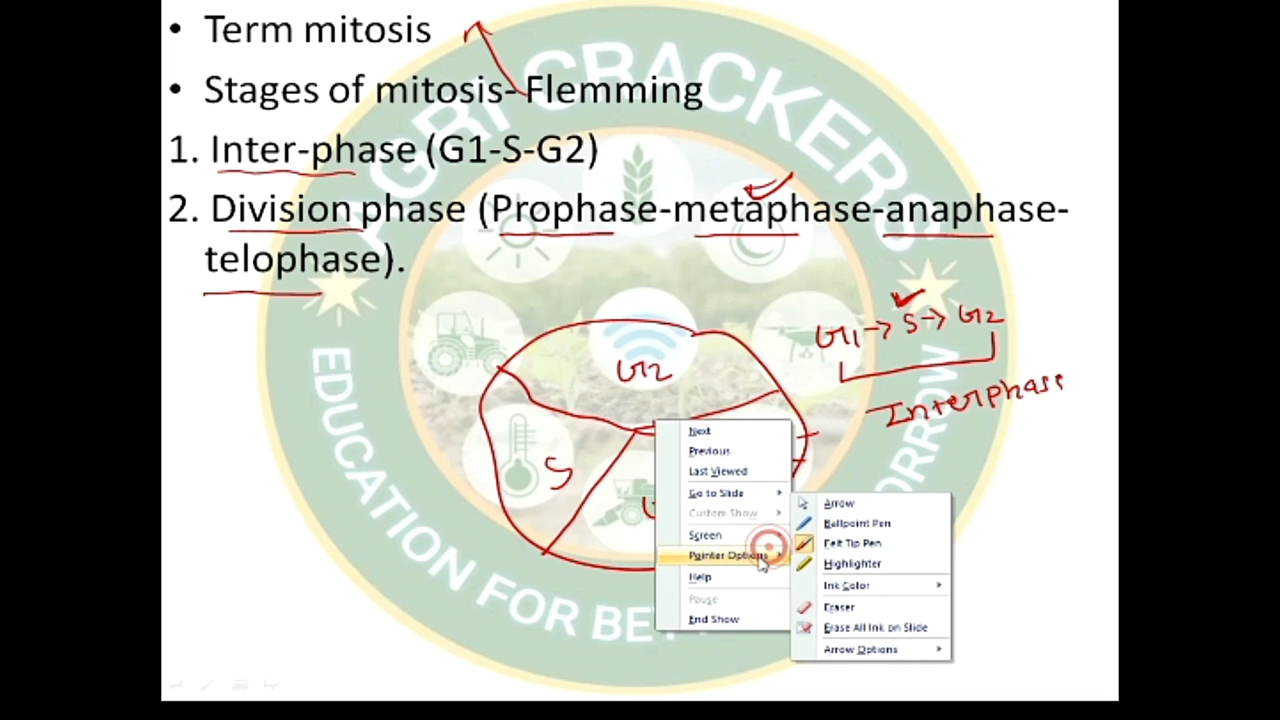 • Term mitosis
• Stages of mitosis- Flemming
1. Inter-phase (G1-S-G2)
2. Division phase (Prophase-metaphase-anaphase-
telophase).
G1 → S → G2
Interphase
G2
S
AGRI CRACKERS
EDUCATION FOR BE
ORROW
Next
Previous
Last Viewed
Go to Slide
Custom Show
Screen
Pointer Options
Help
Pause
End Show
Arrow
Ballpoint Pen
Felt Tip Pen
Highlighter
Ink Color
Eraser
Erase All Ink on Slide
Arrow Options